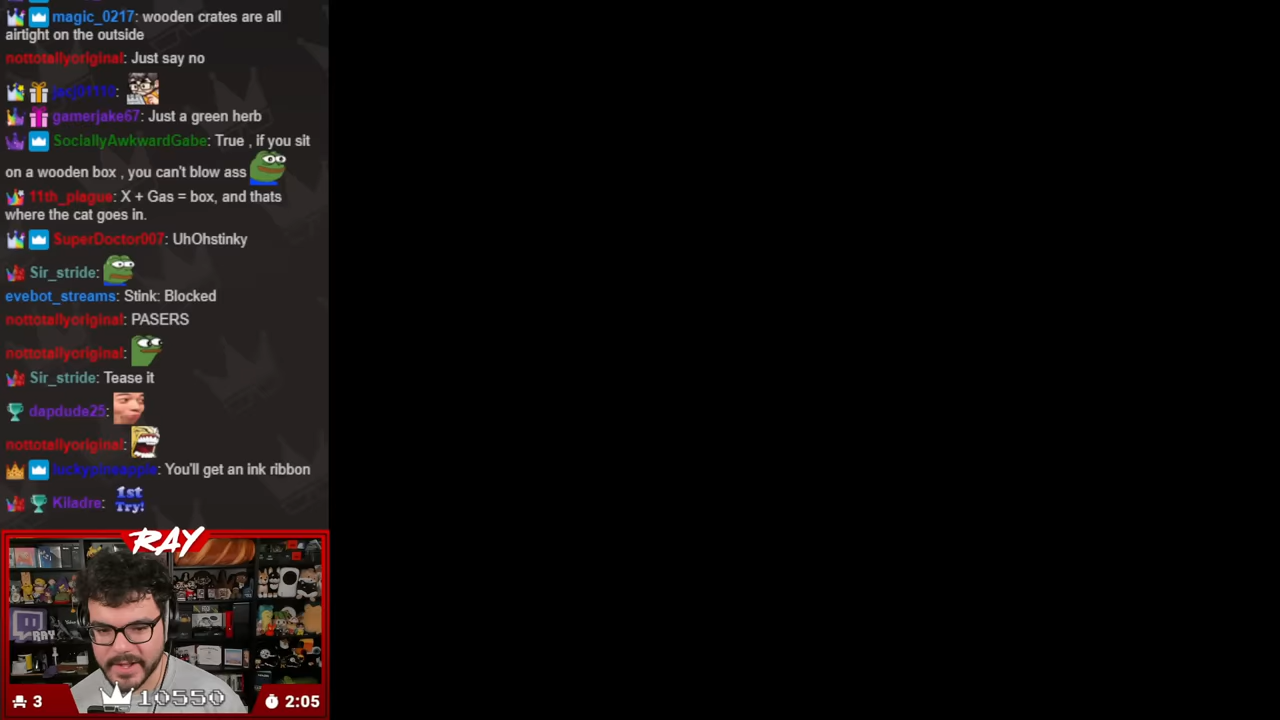 magic_0217: wooden crates are all
airtight on the outside
nottotallyoriginal: Just say no
gamerjake67: Just a green herb
SociallyAwkwardGabe: True , if you sit
on a wooden box , you can't blow ass
11th_plague: X + Gas = box, and thats
where the cat goes in.
SuperDoctor007: UhOhstinky
Sir_stride:
evebot_streams: Stink: Blocked
nottotallyoriginal: PASERS
nottotallyoriginal:
Sir_stride: Tease it
dapdude25:
nottotallyoriginal:
luckypineapple: You'll get an ink ribbon
Kiladre: 1st Try!
RAY
RAY
3
10550
2:05